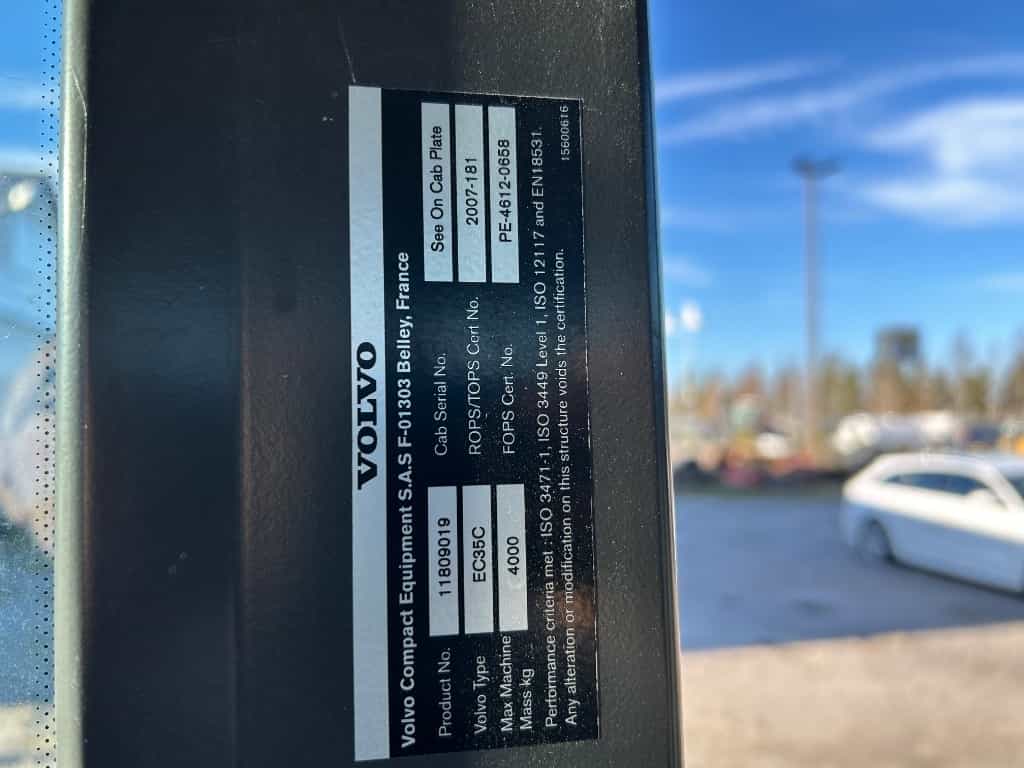 VOLVO
Volvo Compact Equipment S.A.S F-01303 Belley, France
Product No. 11809019 Cab Serial No. See On Cab Plate
Volvo Type EC35C ROPS/TOPS Cert No. 2007-181
Max Machine Mass kg 4000 FOPS Cert. No. PE-4612-0658
Performance criteria met : ISO 3471-1, ISO 3449 Level 1, ISO 12117 and EN18531.
Any alteration or modification on this structure voids the certification.
15600616